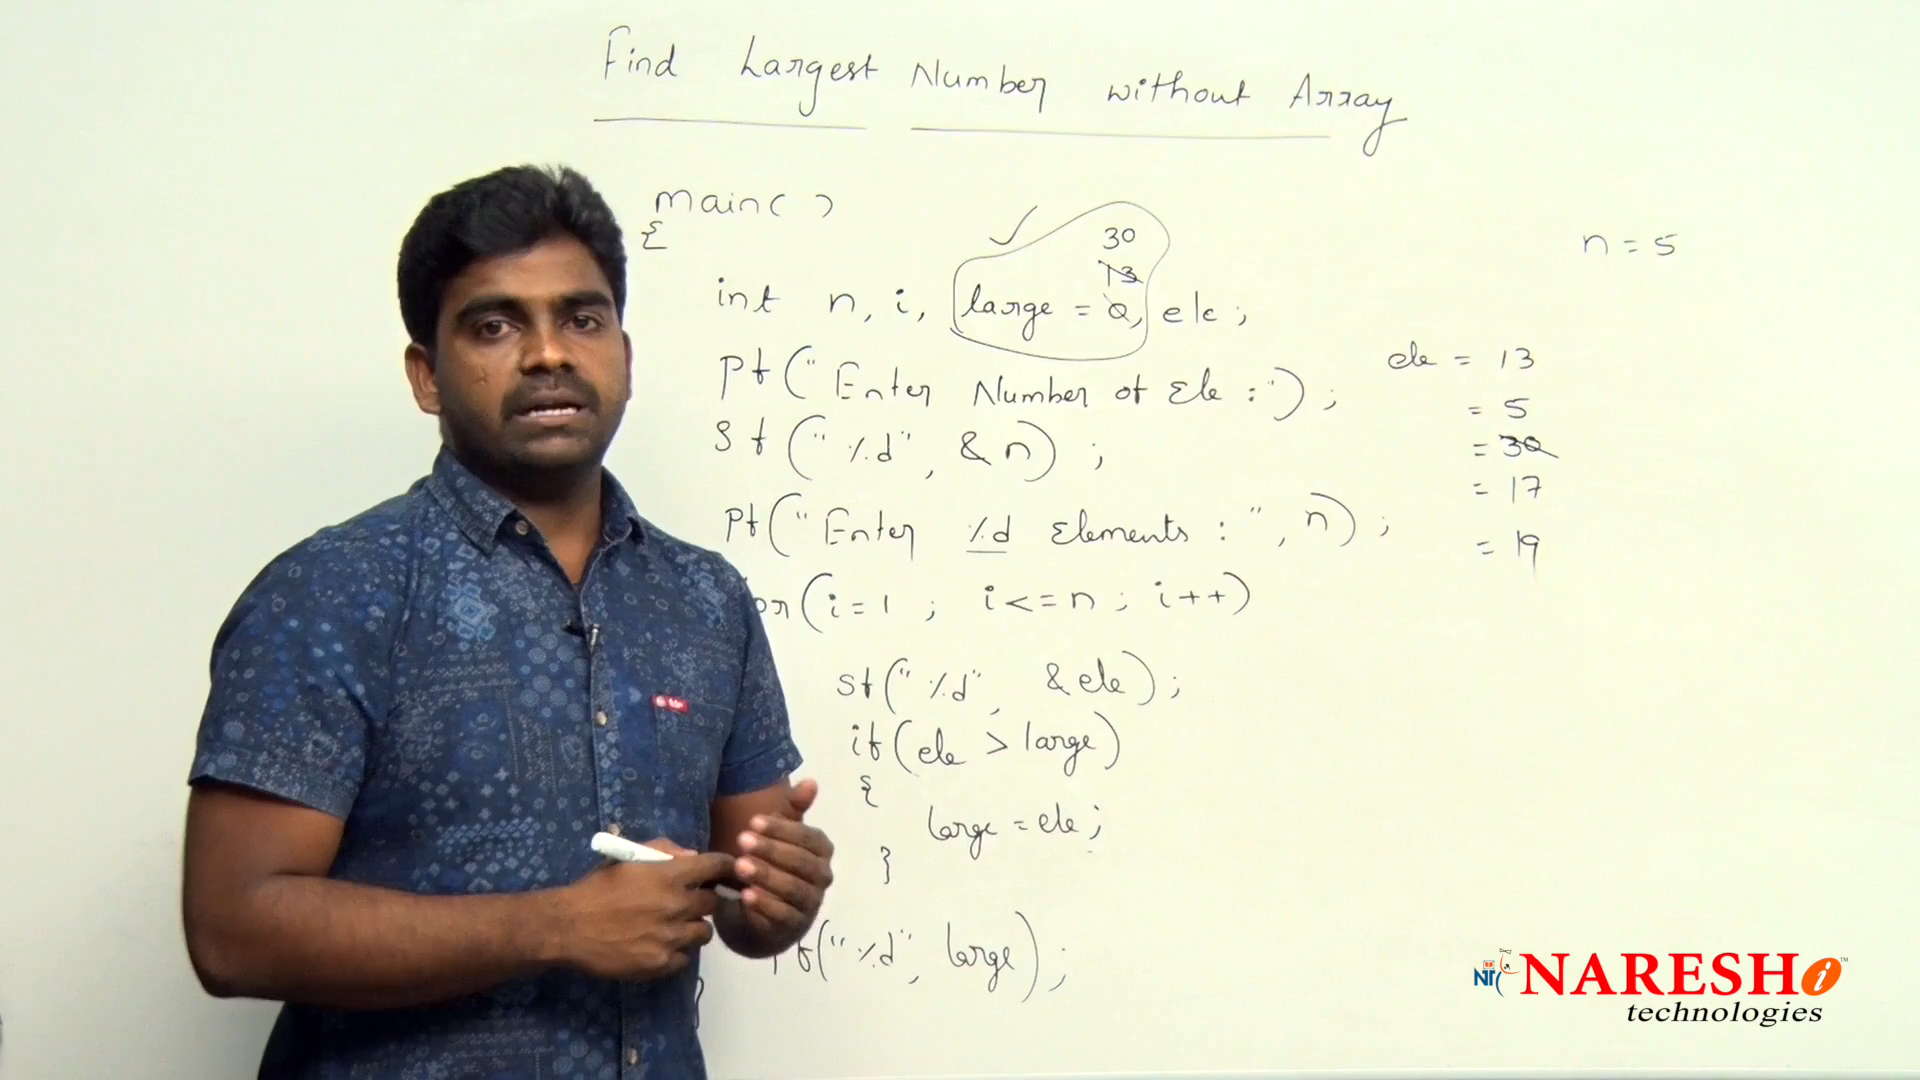 Find Largest Number without Array
main( )
{
30
13
int n, i, large = 0, ele;
n = 5
pf("Enter Number of Ele :");
sf("%d", &n);
pf("Enter %d Elements : ", n);
or(i=1 ; i<=n ; i++)
sf("%d", &ele);
if(ele > large)
{
large = ele;
}
f("%d", large);
ele = 13
= 5
= 30
= 17
= 19
NARESH i ™
technologies